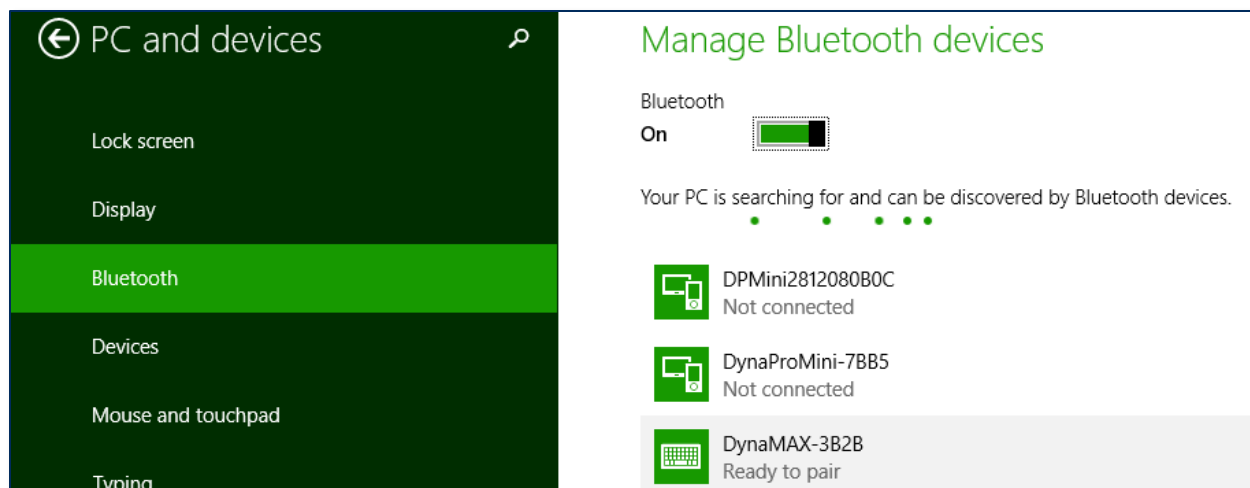 PC and devices
Lock screen
Display
Bluetooth
Devices
Mouse and touchpad
Typing
Manage Bluetooth devices
Bluetooth
On
Your PC is searching for and can be discovered by Bluetooth devices.
DPMini2812080B0C
Not connected
DynaProMini-7BB5
Not connected
DynaMAX-3B2B
Ready to pair